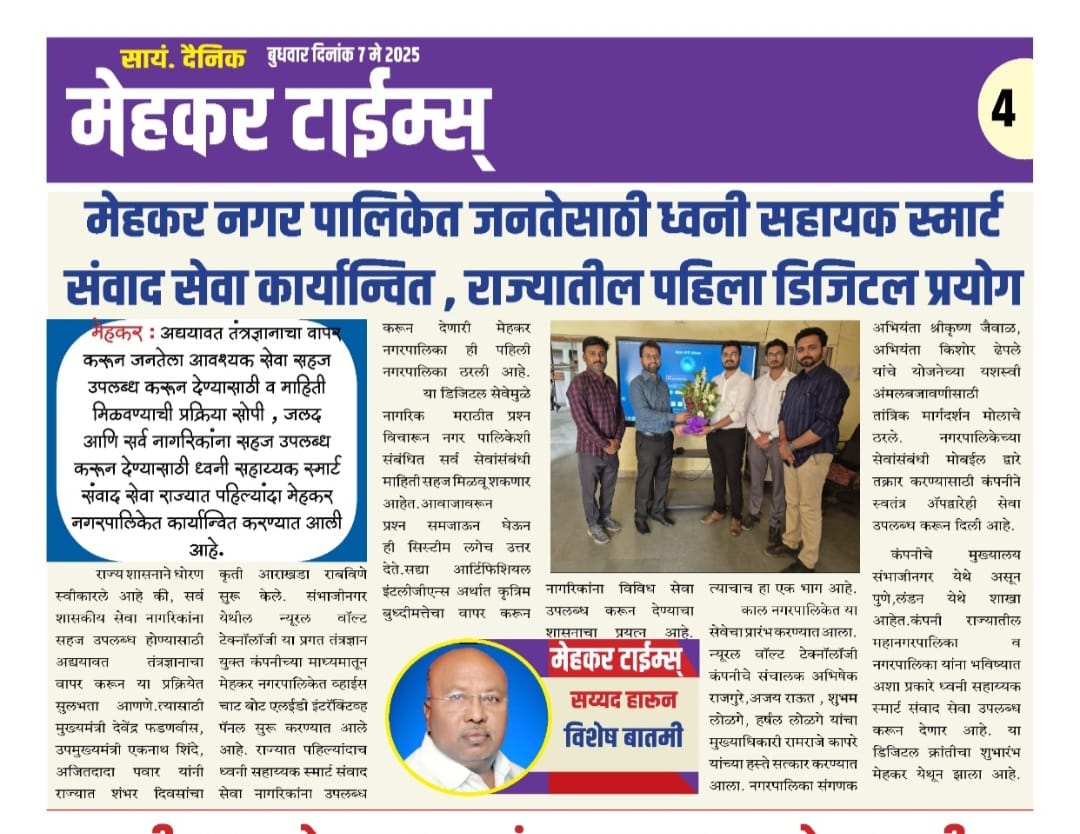 सायं. दैनिक
बुधवार दिनांक 7 मे 2025
मेहकर टाईम्स्
4
मेहकर नगर पालिकेत जनतेसाठी ध्वनी सहायक स्मार्ट
संवाद सेवा कार्यान्वित , राज्यातील पहिला डिजिटल प्रयोग
मेहकर : अद्ययावत तंत्रज्ञानाचा वापर
करून जनतेला आवश्यक सेवा सहज
उपलब्ध करून देण्यासाठी व माहिती
मिळवण्याची प्रक्रिया सोपी , जलद
आणि सर्व नागरिकांना सहज उपलब्ध
करून देण्यासाठी ध्वनी सहाय्यक स्मार्ट
संवाद सेवा राज्यात पहिल्यांदा मेहकर
नगरपालिकेत कार्यान्वित करण्यात आली
आहे.
राज्य शासनाने धोरण
स्वीकारले आहे की, सर्व
शासकीय सेवा नागरिकांना
सहज उपलब्ध होण्यासाठी
अद्ययावत तंत्रज्ञानाचा
वापर करून या प्रक्रियेत
सुलभता आणणे.त्यासाठी
मुख्यमंत्री देवेंद्र फडणवीस,
उपमुख्यमंत्री एकनाथ शिंदे,
अजितदादा पवार यांनी
राज्यात शंभर दिवसांचा
कृती आराखडा राबविणे
सुरू केले. संभाजीनगर
येथील न्यूरल वॉल्ट
टेक्नॉलॉजी या प्रगत तंत्रज्ञान
युक्त कंपनीच्या माध्यमातून
मेहकर नगरपालिकेत व्हाईस
चाट बोट एलईडी इंटरॅक्टिव्ह
पॅनल सुरू करण्यात आले
आहे. राज्यात पहिल्यांदाच
ध्वनी सहाय्यक स्मार्ट संवाद
सेवा नागरिकांना उपलब्ध
करून देणारी मेहकर
नगरपालिका ही पहिली
नगरपालिका ठरली आहे.
या डिजिटल सेवेमुळे
नागरिक मराठीत प्रश्न
विचारून नगर पालिकेशी
संबंधित सर्व सेवांसंबंधी
माहिती सहज मिळवू शकणार
आहेत.आवाजावरून
प्रश्न समजाऊन घेऊन
ही सिस्टीम लगेच उत्तर
देते.सद्या आर्टिफिशियल
इंटलीजीएन्स अर्थात कृत्रिम
बुध्दीमत्तेचा वापर करून
नागरिकांना विविध सेवा
उपलब्ध करून देण्याचा
शासनाचा प्रयत्न आहे.
मेहकर टाईम्स्
सय्यद हारून
विशेष बातमी
त्याचाच हा एक भाग आहे.
काल नगरपालिकेत या
सेवेचा प्रारंभ करण्यात आला.
न्यूरल वॉल्ट टेक्नॉलॉजी
कंपनीचे संचालक अभिषेक
राजगुरे,अजय राऊत , शुभम
लोळगे, हर्षल लोळगे यांचा
मुख्याधिकारी रामराजे कापरे
यांच्या हस्ते सत्कार करण्यात
आला. नगरपालिका संगणक
अभियंता श्रीकृष्ण जैवाळ,
अभियंता किशोर ढेपले
यांचे योजनेच्या यशस्वी
अंमलबजावणीसाठी
तांत्रिक मार्गदर्शन मोलाचे
ठरले. नगरपालिकेच्या
सेवांसंबंधी मोबईल द्वारे
तक्रार करण्यासाठी कंपनीने
स्वतंत्र ॲपद्वारेही सेवा
उपलब्ध करून दिली आहे.
कंपनीचे मुख्यालय
संभाजीनगर येथे असून
पुणे,लंडन येथे शाखा
आहेत.कंपनी राज्यातील
महानगरपालिका व
नगरपालिका यांना भविष्यात
अशा प्रकारे ध्वनी सहाय्यक
स्मार्ट संवाद सेवा उपलब्ध
करून देणार आहे. या
डिजिटल क्रांतीचा शुभारंभ
मेहकर येथून झाला आहे.